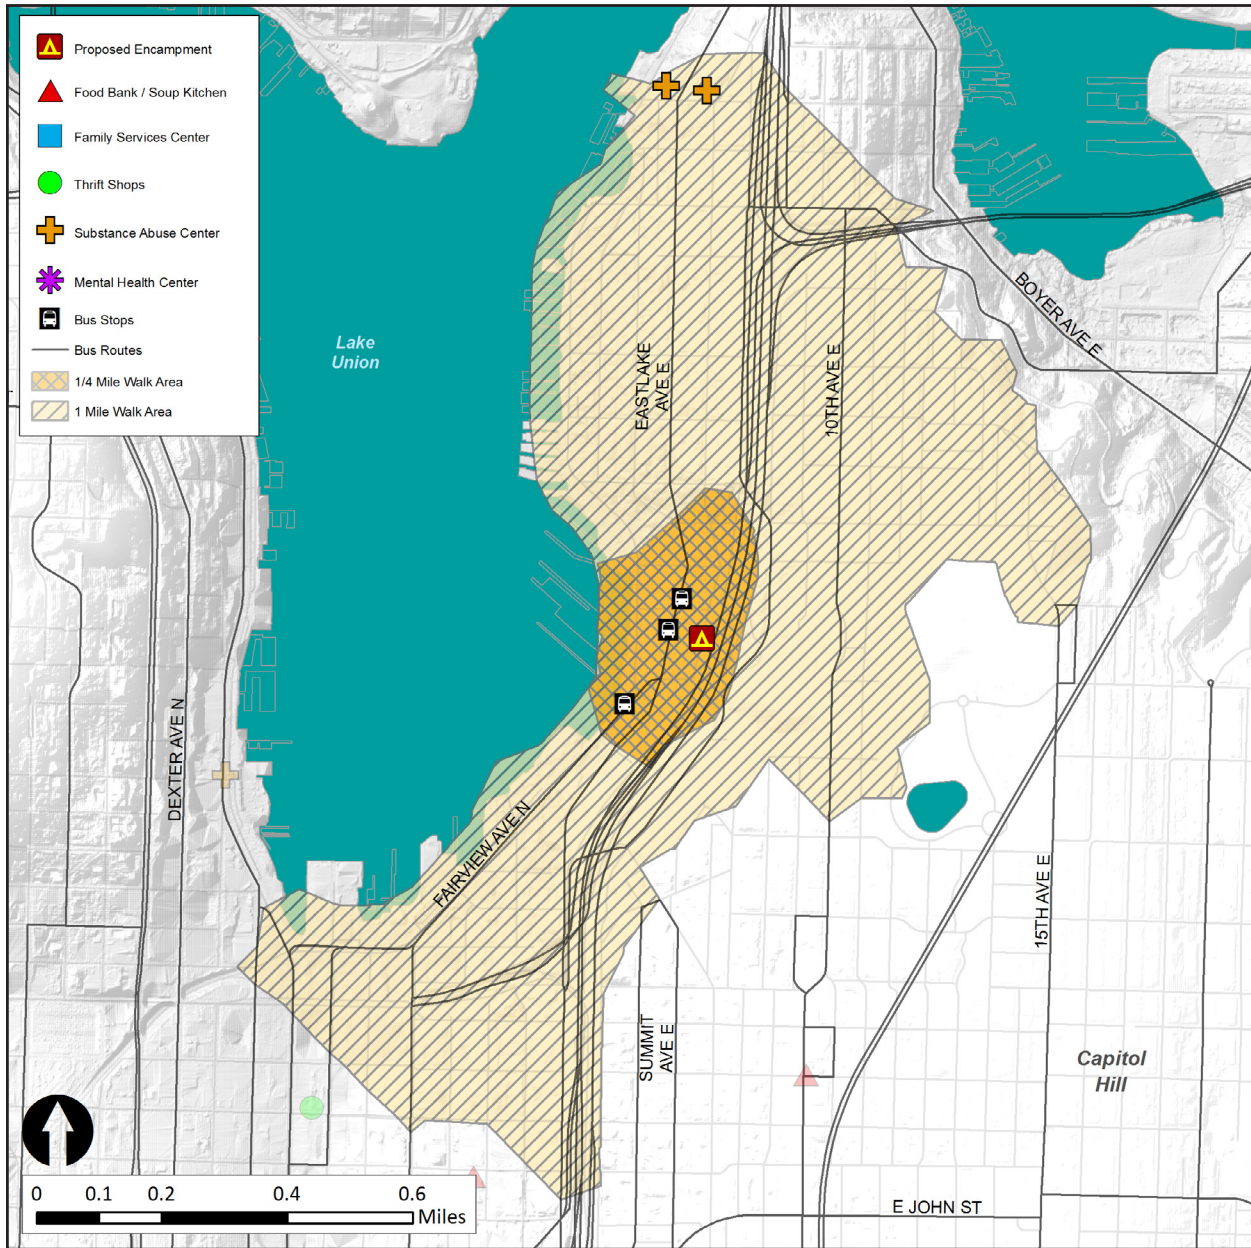 Proposed Encampment
Food Bank / Soup Kitchen
Family Services Center
Thrift Shops
Substance Abuse Center
Mental Health Center
Bus Stops
Bus Routes
1/4 Mile Walk Area
1 Mile Walk Area
Lake
Union
EASTLAKE
AVE E
10TH AVE E
BOYER AVE E
DEXTER AVE N
FAIRVIEW AVE N
15TH AVE E
SUMMIT
AVE E
Capitol
Hill
E JOHN ST
0 0.1 0.2 0.4 0.6
Miles